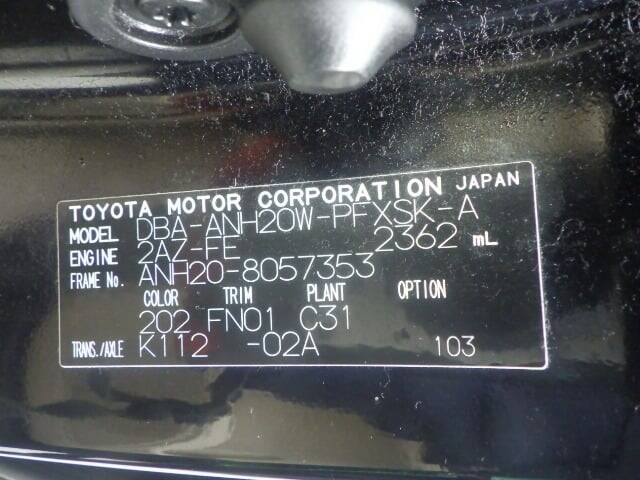 TOYOTA MOTOR CORPORATION JAPAN
MODEL DBA-ANH20W-PFXSK-A
ENGINE 2AZ-FE 2362 mL
FRAME No. ANH20-8057353
COLOR TRIM PLANT OPTION
202 FN01 C31
TRANS./AXLE K112 -02A 103